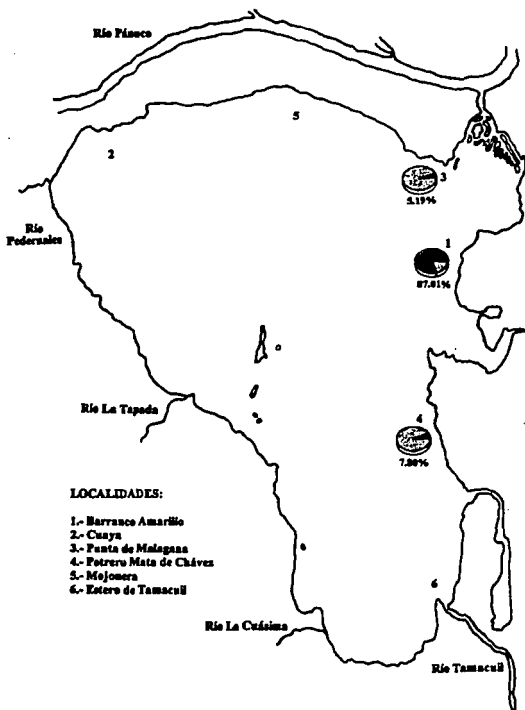 Río Pánuco
5
2
3
5.19%
Río
Pedernales
1
87.01%
Río La Tapada
4
7.80%
LOCALIDADES:
1.- Barranco Amarillo
2.- Cuaya
3.- Punta de Malagana
4.- Potrero Mata de Chávez
5.- Mojonera
6.- Estero de Tamacuil
6
Río La Cuásima
Río Tamacuil